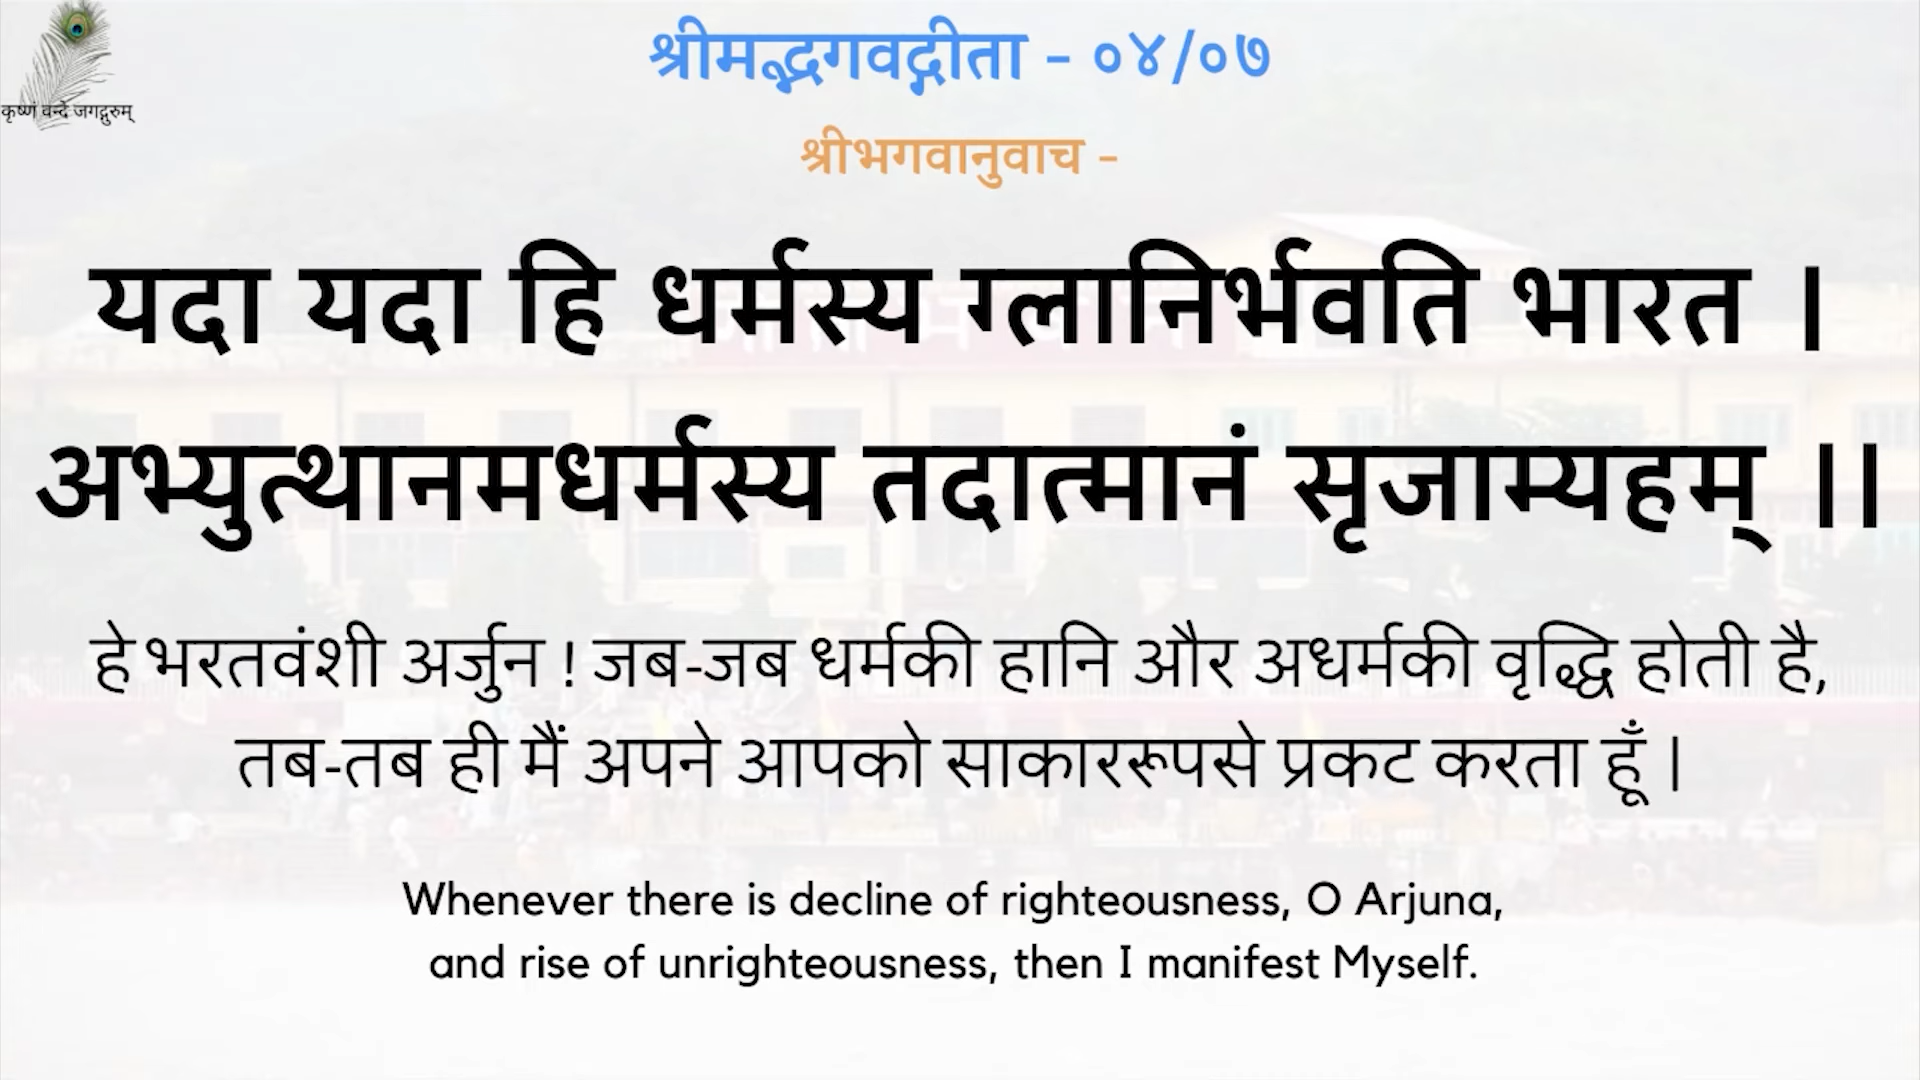 श्रीमद्भगवद्गीता - ०४/०७
कृष्णं वन्दे जगद्गुरुम्
श्रीभगवानुवाच -
यदा यदा हि धर्मस्य ग्लानिर्भवति भारत ।
अभ्युत्थानमधर्मस्य तदात्मानं सृजाम्यहम् ।।
हे भरतवंशी अर्जुन ! जब-जब धर्मकी हानि और अधर्मकी वृद्धि होती है,
तब-तब ही मैं अपने आपको साकाररूपसे प्रकट करता हूँ |
Whenever there is decline of righteousness, O Arjuna,
and rise of unrighteousness, then I manifest Myself.